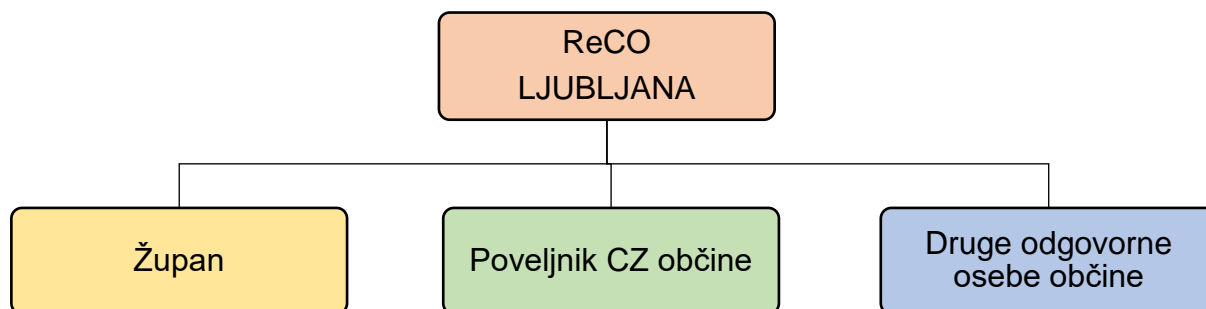 ReCO
LJUBLJANA
Župan
Poveljnik CZ občine
Druge odgovorne
osebe občine